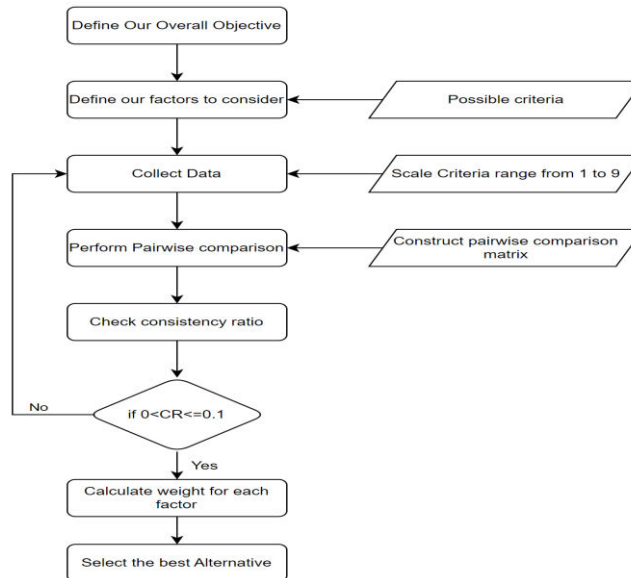 Define Our Overall Objective
Define our factors to consider
Possible criteria
Collect Data
Scale Criteria range from 1 to 9
Perform Pairwise comparison
Construct pairwise comparison
matrix
Check consistency ratio
if 0<CR<=0.1
No
Yes
Calculate weight for each
factor
Select the best Alternative